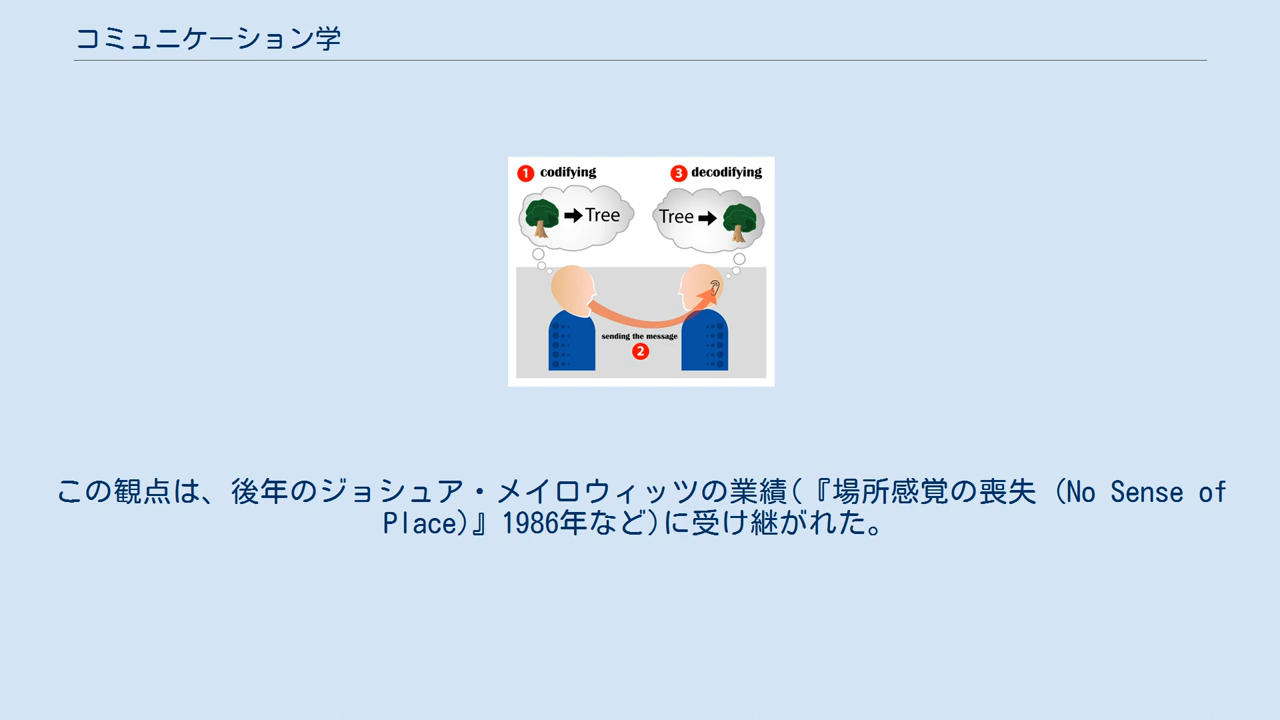 コミュニケーション学
1 codifying
3 decodifying
Tree
Tree
sending the message
2
この観点は、後年のジョシュア・メイロウィッツの業績(『場所感覚の喪失 (No Sense of
Place)』1986年など)に受け継がれた。